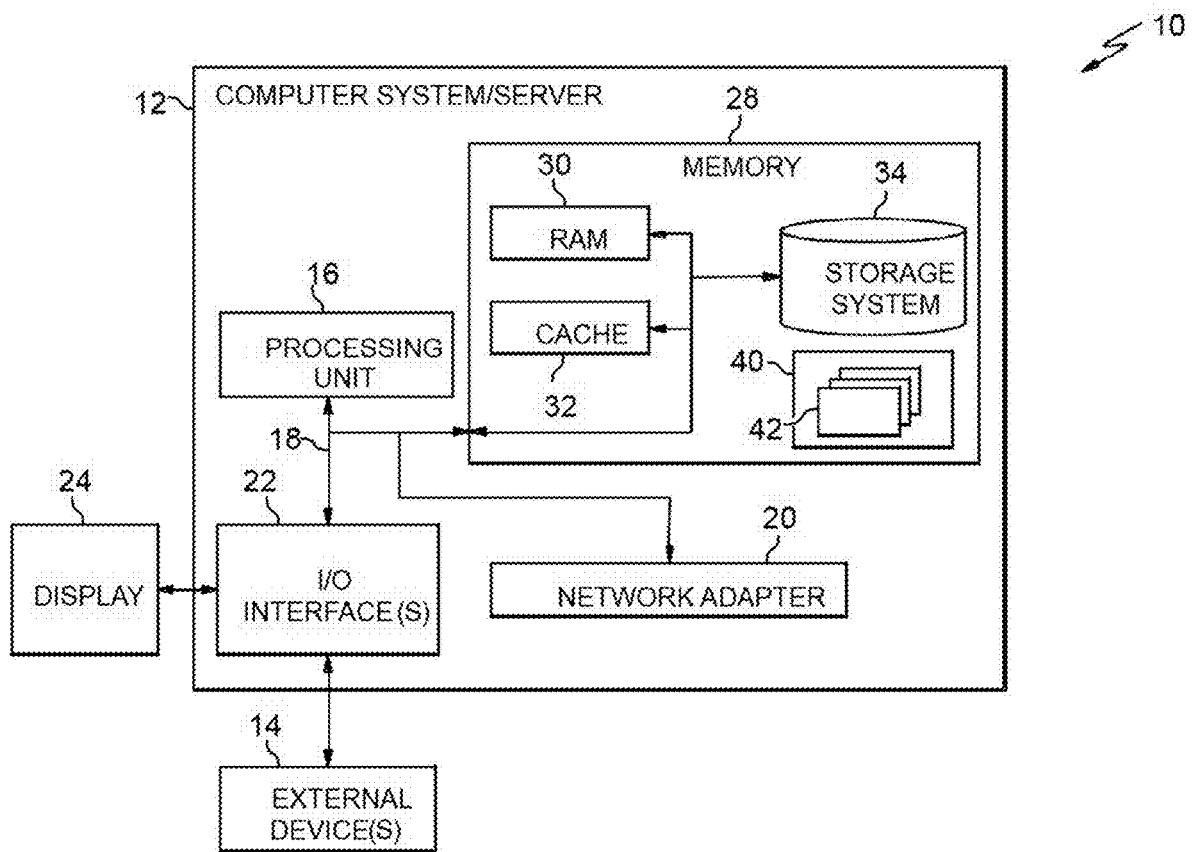 10
12
COMPUTER SYSTEM/SERVER
28
MEMORY
30
RAM
34
STORAGE
SYSTEM
16
PROCESSING
UNIT
CACHE
32
40
42
18
24
DISPLAY
22
I/O
INTERFACE(S)
20
NETWORK ADAPTER
14
EXTERNAL
DEVICE(S)